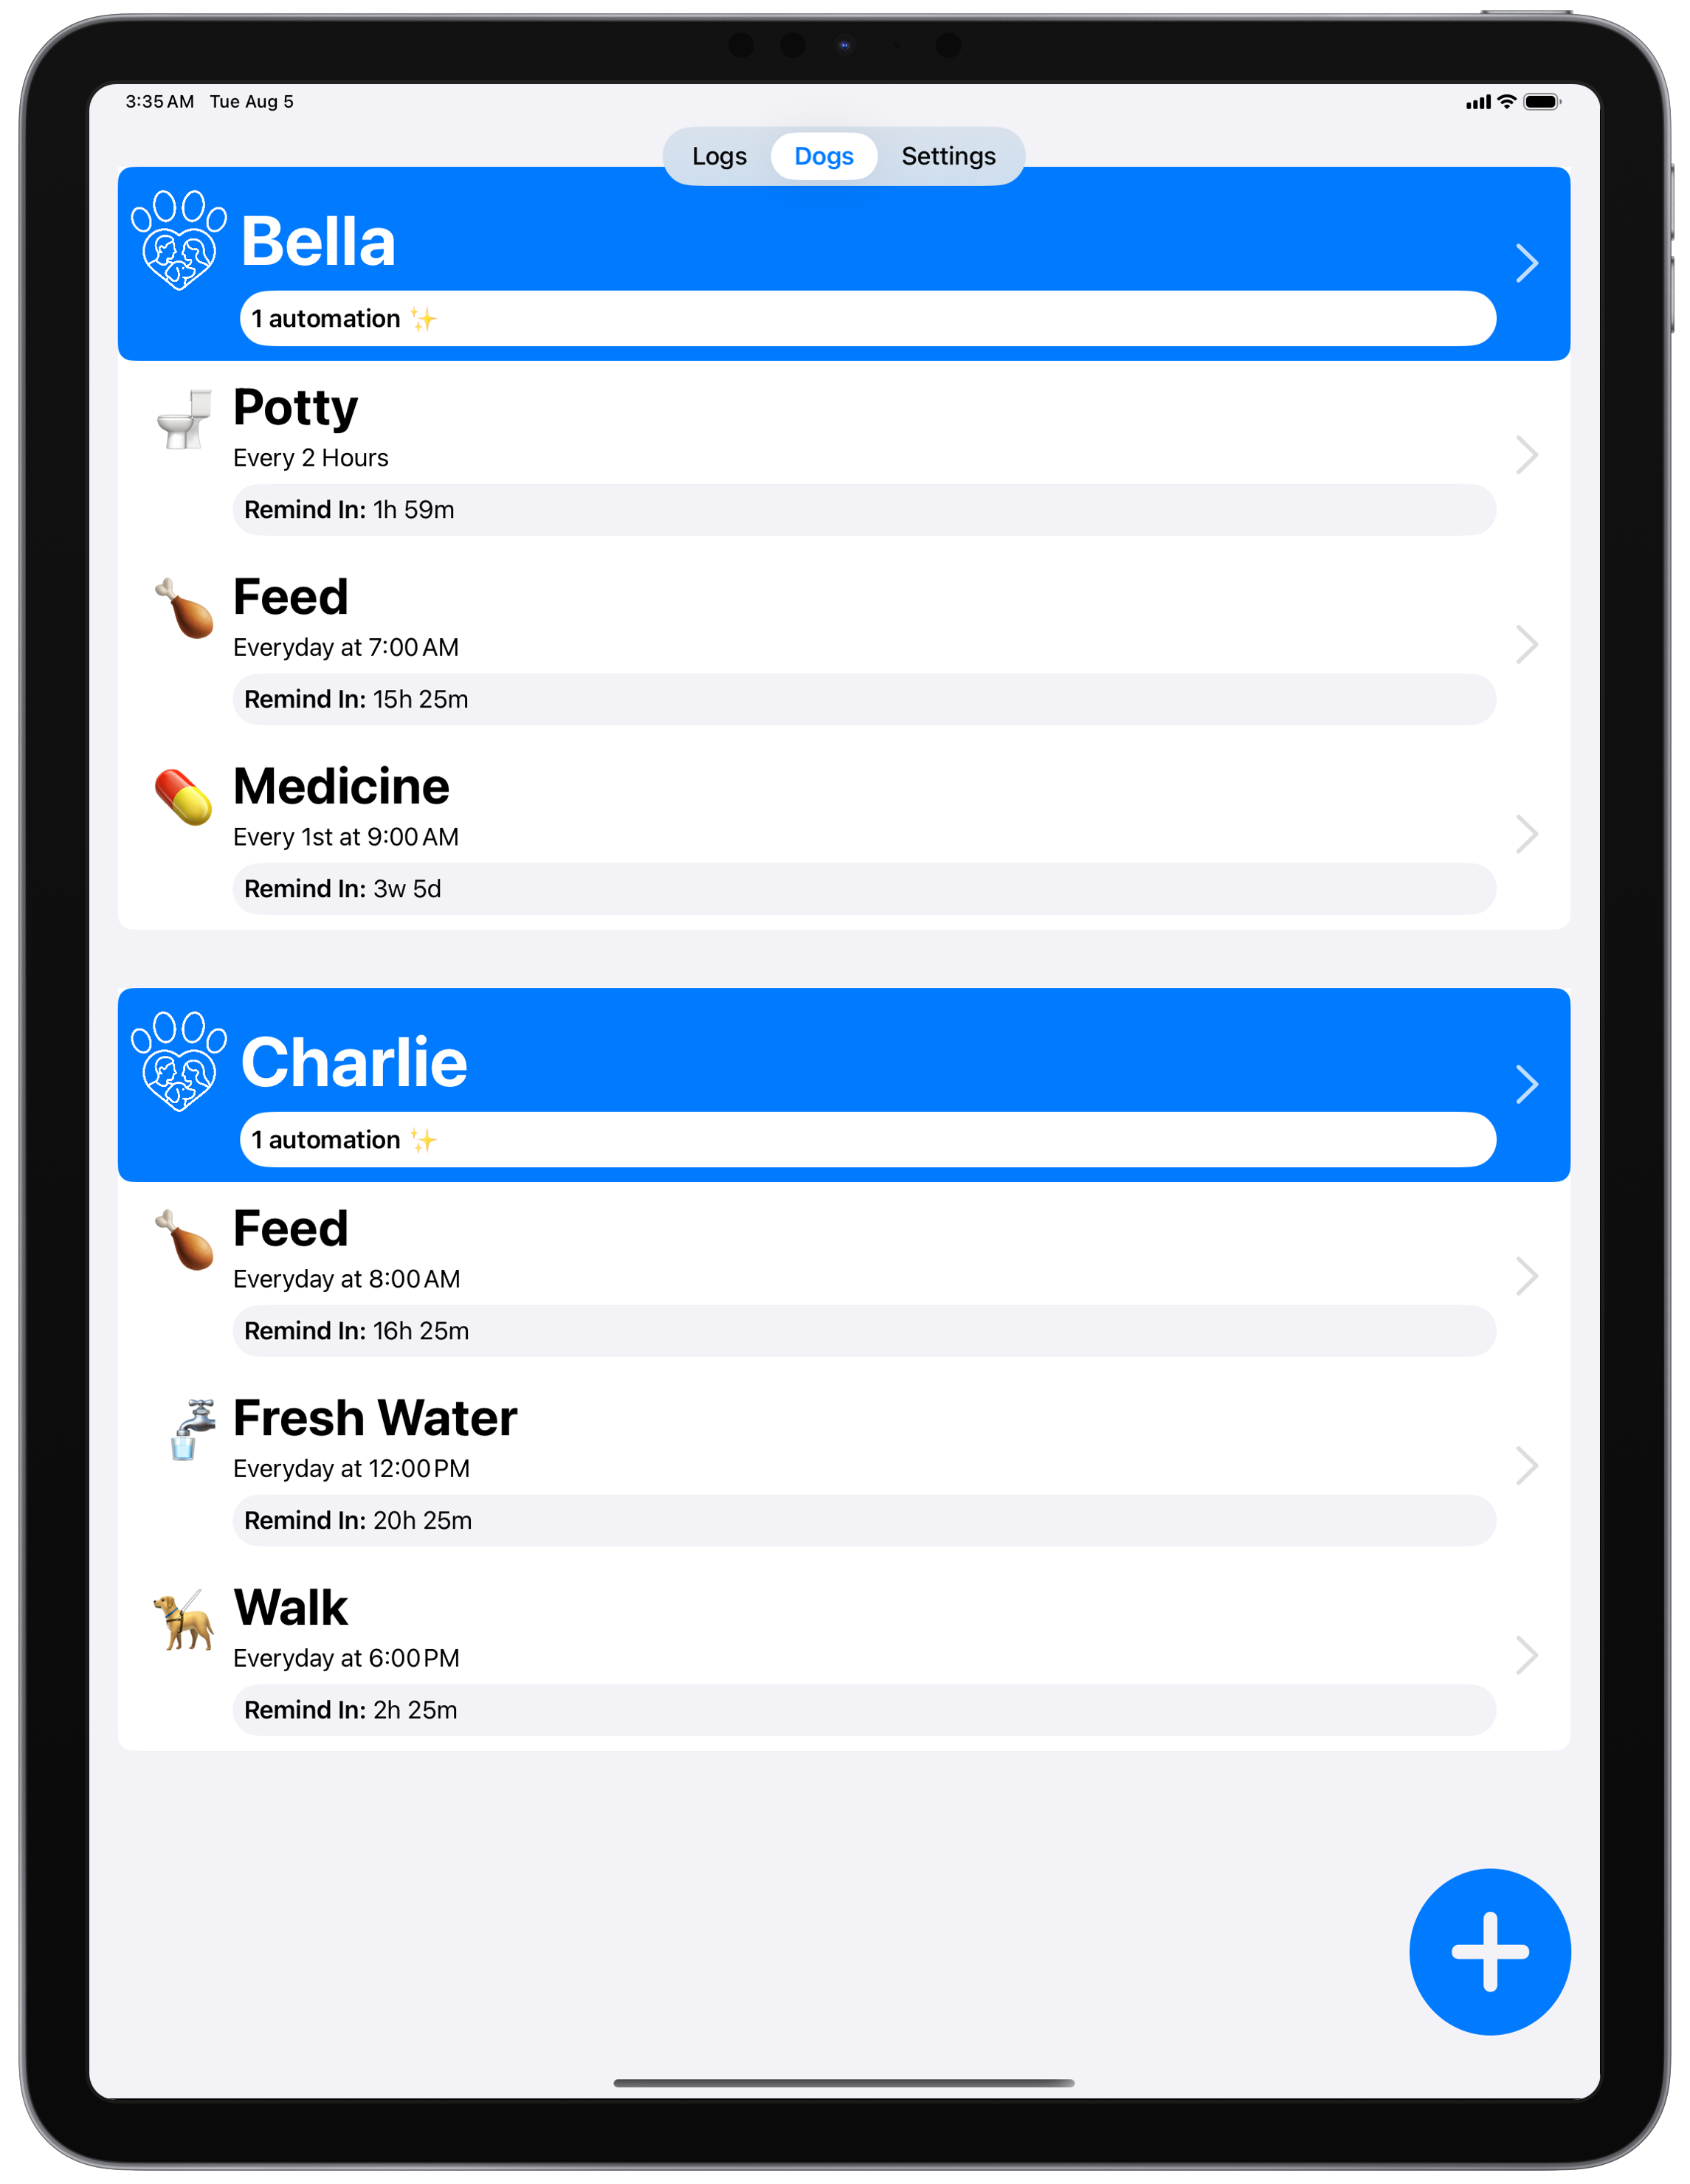 3:35 AM Tue Aug 5
Logs Dogs Settings
Bella
1 automation ✨
Potty
Every 2 Hours
Remind In: 1h 59m
Feed
Everyday at 7:00 AM
Remind In: 15h 25m
Medicine
Every 1st at 9:00 AM
Remind In: 3w 5d
Charlie
1 automation ✨
Feed
Everyday at 8:00 AM
Remind In: 16h 25m
Fresh Water
Everyday at 12:00 PM
Remind In: 20h 25m
Walk
Everyday at 6:00 PM
Remind In: 2h 25m